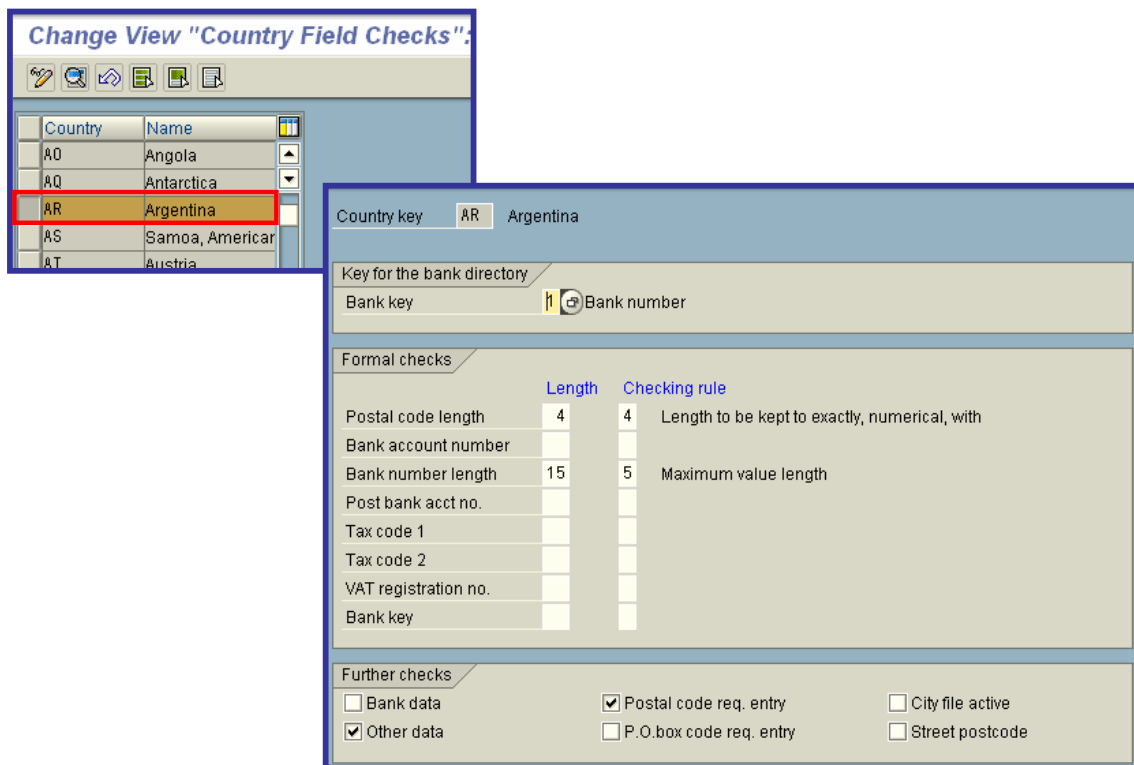 Change View "Country Field Checks":
Country Name
AO Angola
AQ Antarctica
AR Argentina
AS Samoa, American
AT Austria
Country key AR Argentina
Key for the bank directory
Bank key 1 Bank number
Formal checks
Length Checking rule
Postal code length 4 4 Length to be kept to exactly, numerical, with
Bank account number
Bank number length 15 5 Maximum value length
Post bank acct no.
Tax code 1
Tax code 2
VAT registration no.
Bank key
Further checks
Bank data Postal code req. entry City file active
Other data P.O.box code req. entry Street postcode